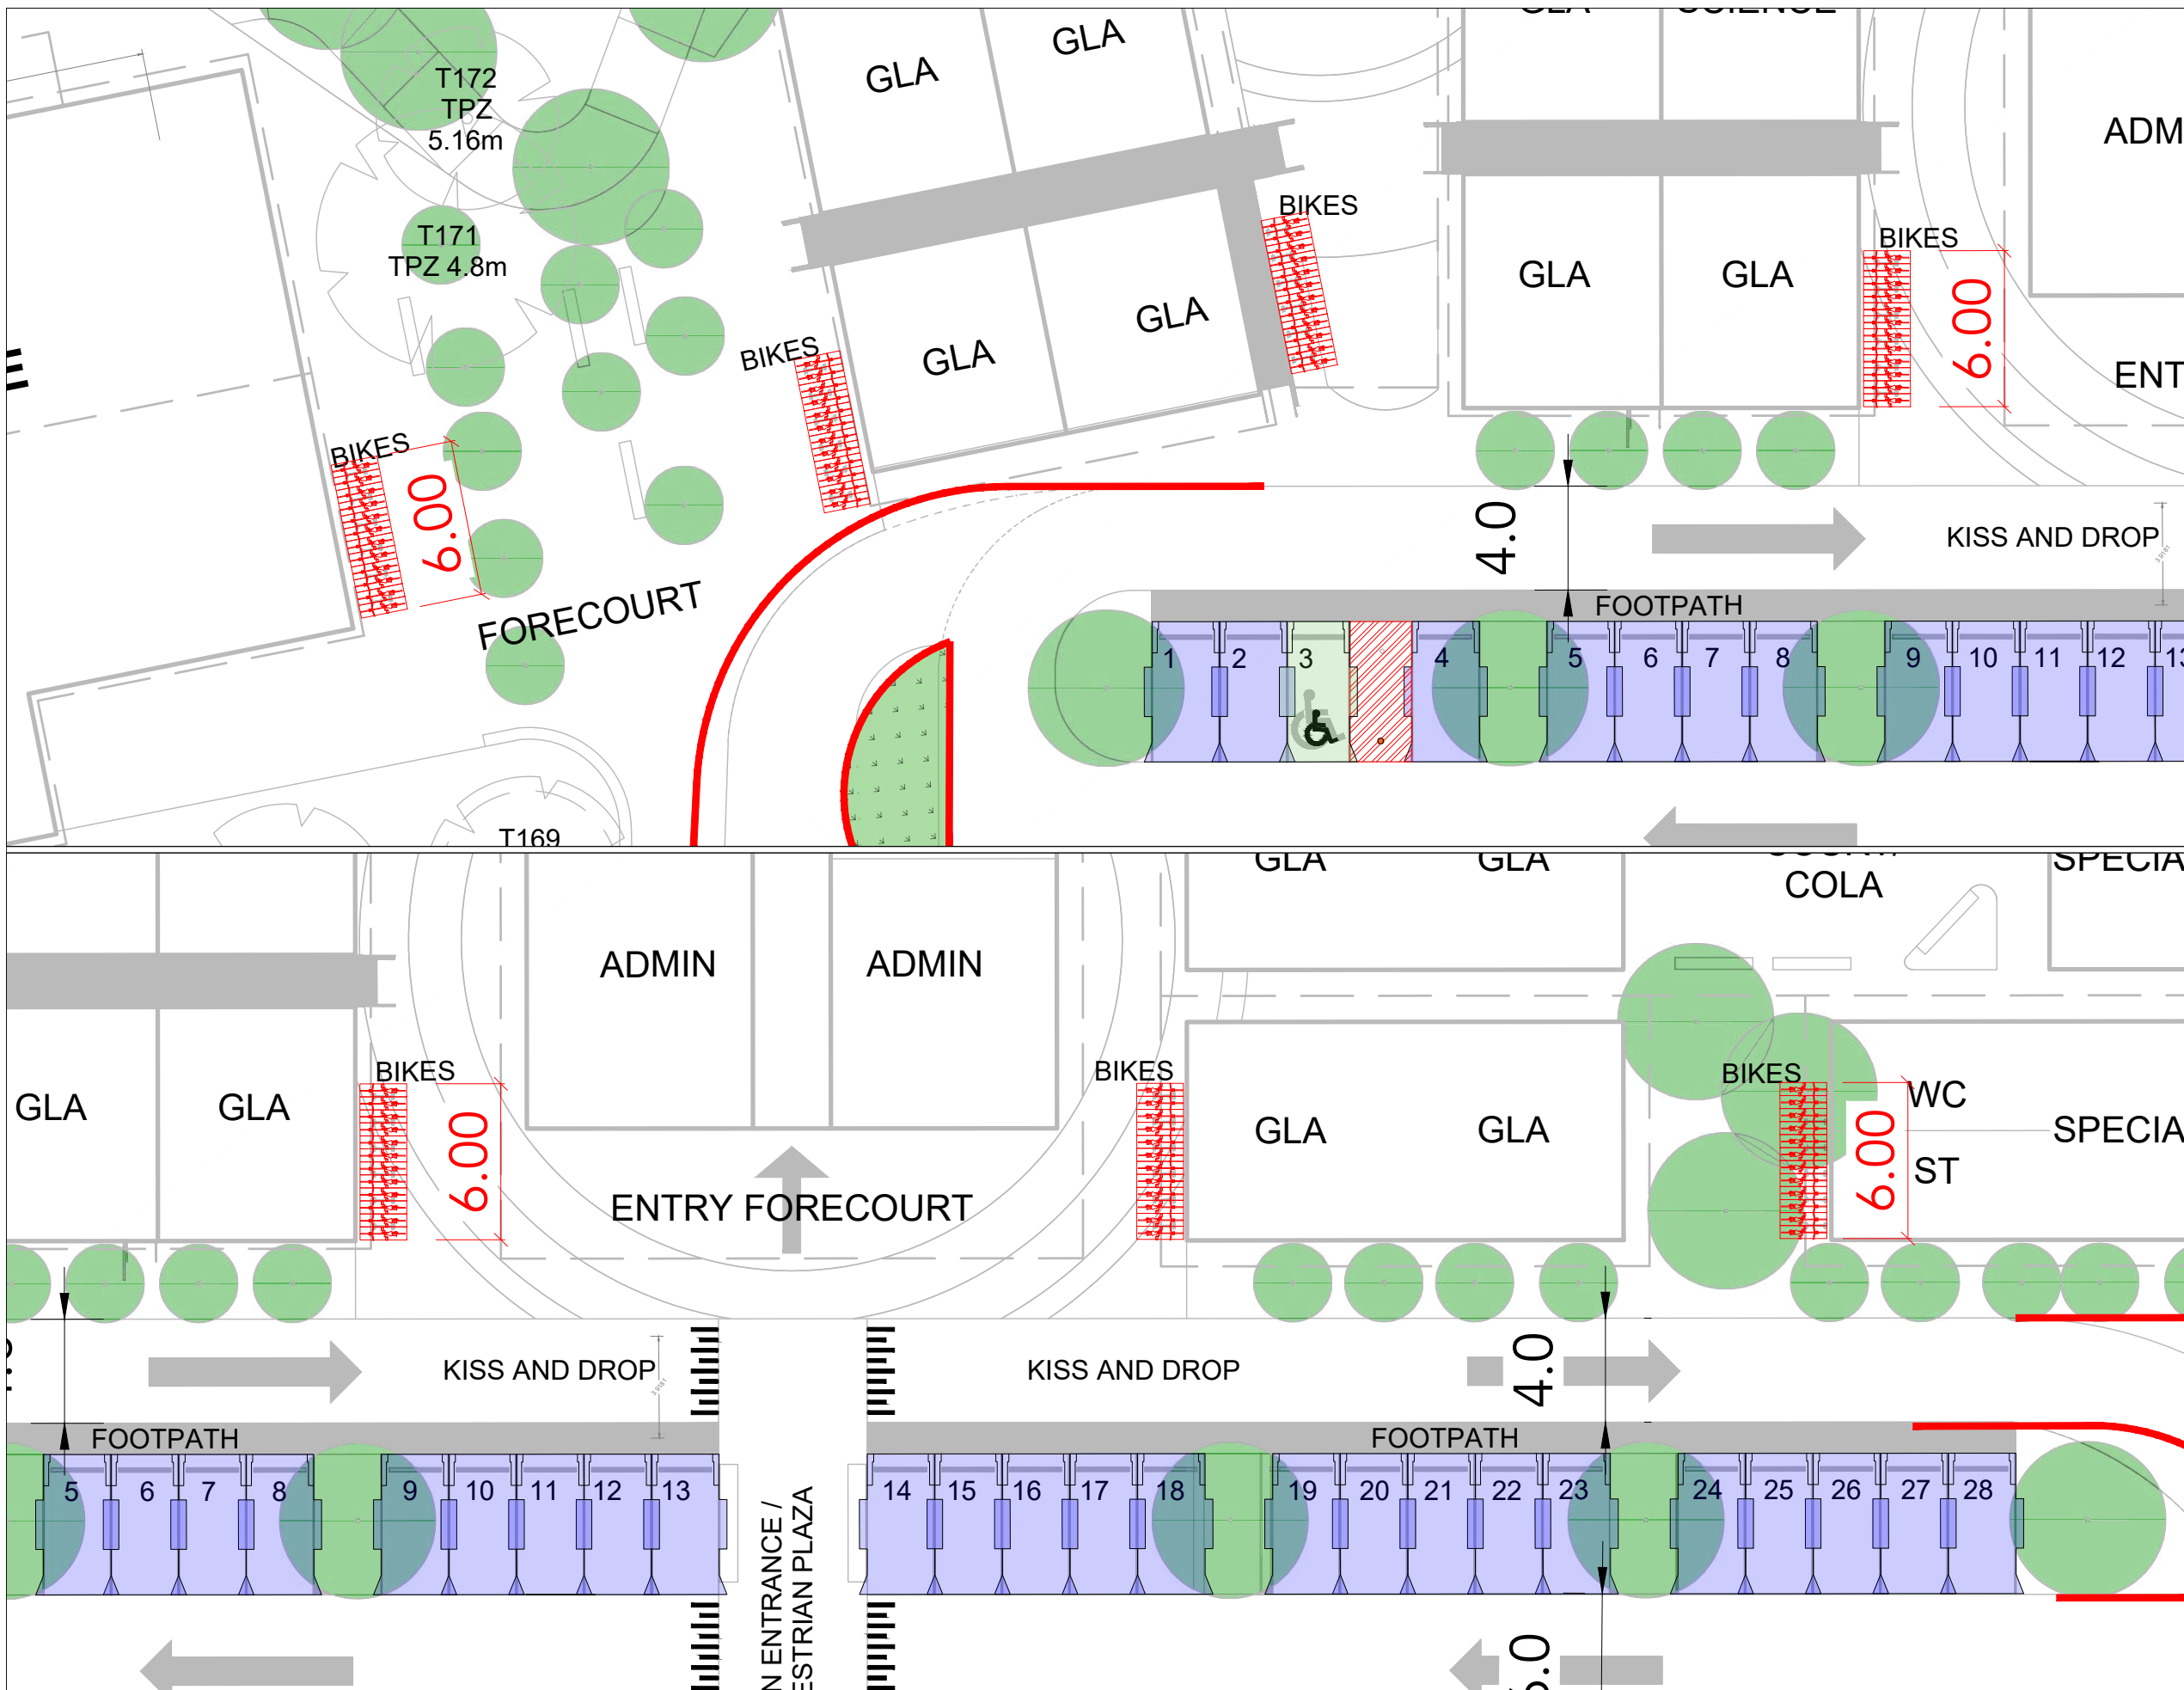 GLA
GLA
T172
TPZ
5.16m
ADM
BIKES
T171
TPZ 4.8m
BIKES
GLA
GLA
6.00
GLA
GLA
BIKES
ENT
BIKES
6.00
4.0
KISS AND DROP
FORECOURT
FOOTPATH
1 2 3 4 5 6 7 8 9 10 11 12 13
T169
GLA GLA
SPECIA
COLA
ADMIN ADMIN
BIKES
BIKES
BIKES
WC
GLA GLA
6.00
GLA GLA
6.00
SPECIA
ST
ENTRY FORECOURT
KISS AND DROP
KISS AND DROP
4.0
FOOTPATH
FOOTPATH
5 6 7 8 9 10 11 12 13
14 15 16 17 18 19 20 21 22 23 24 25 26 27 28
N ENTRANCE /
ESTRIAN PLAZA